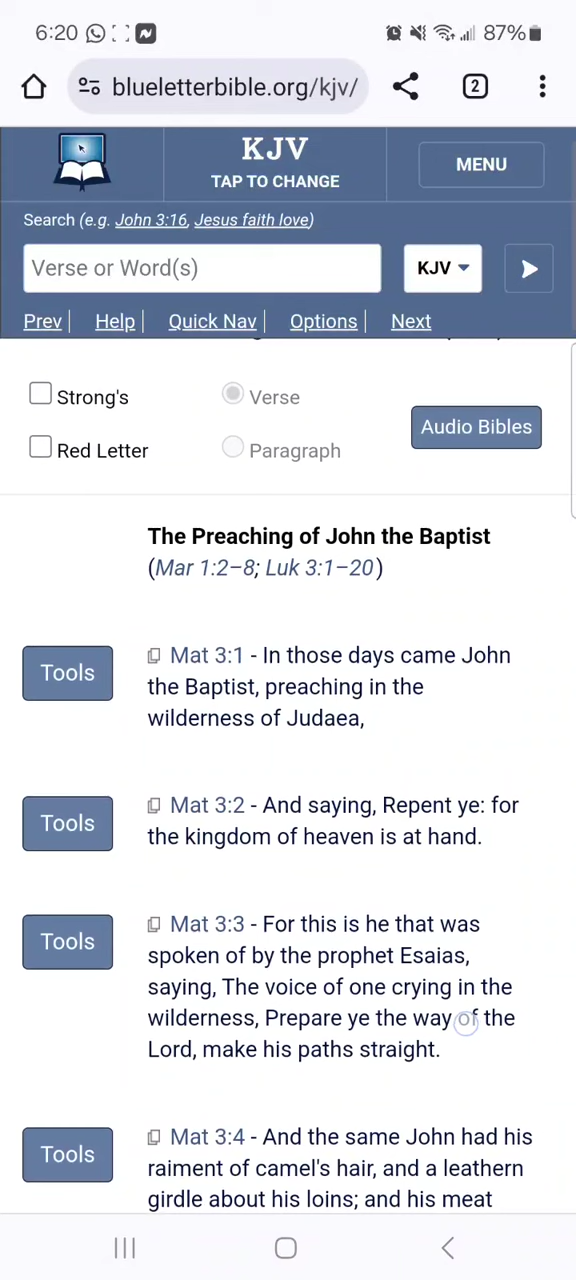 6:20 87%
blueletterbible.org/kjv/ 2
KJV
TAP TO CHANGE
MENU
Search (e.g. John 3:16, Jesus faith love)
Verse or Word(s) KJV
Prev | Help | Quick Nav | Options | Next
Strong's Verse
Audio Bibles
Red Letter Paragraph
The Preaching of John the Baptist
(Mar 1:2–8; Luk 3:1–20)
Tools
Mat 3:1 - In those days came John
the Baptist, preaching in the
wilderness of Judaea,
Tools
Mat 3:2 - And saying, Repent ye: for
the kingdom of heaven is at hand.
Tools
Mat 3:3 - For this is he that was
spoken of by the prophet Esaias,
saying, The voice of one crying in the
wilderness, Prepare ye the way of the
Lord, make his paths straight.
Tools
Mat 3:4 - And the same John had his
raiment of camel's hair, and a leathern
girdle about his loins; and his meat